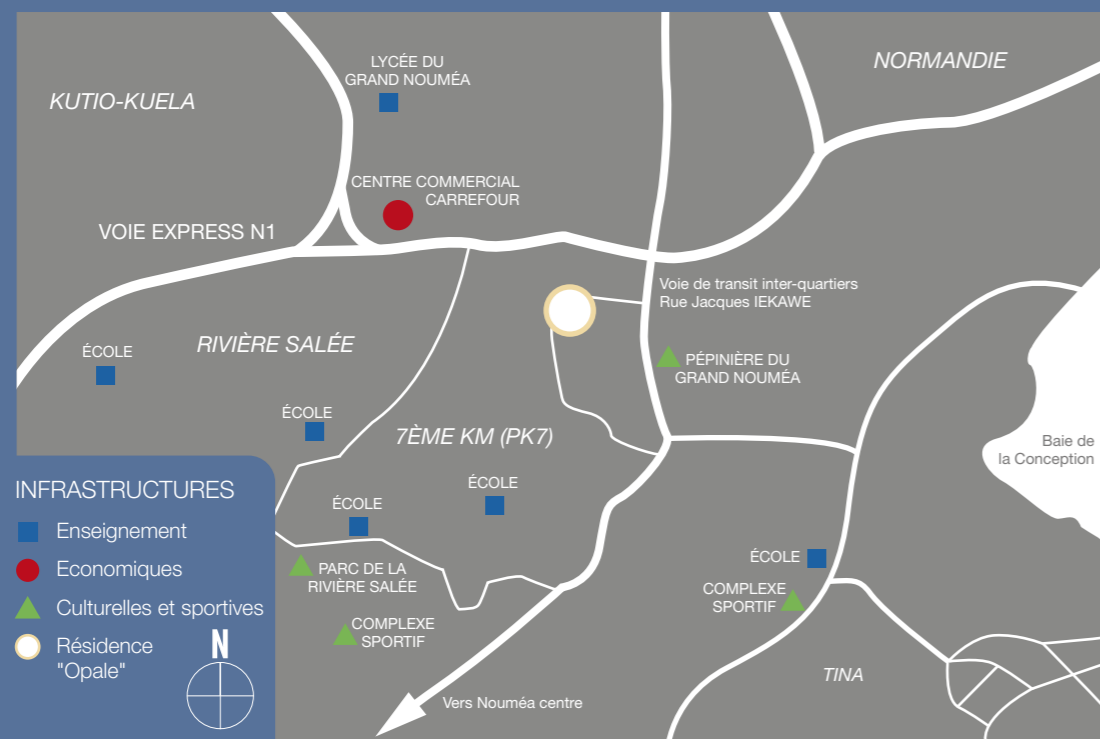 LYCÉE DU
GRAND NOUMÉA
NORMANDIE
KUTIO-KUELA
CENTRE COMMERCIAL
CARREFOUR
VOIE EXPRESS N1
Voie de transit inter-quartiers
Rue Jacques IEKAWE
RIVIÈRE SALÉE
ÉCOLE
PÉPINIÈRE DU
GRAND NOUMÉA
ÉCOLE
7ÈME KM (PK7)
Baie de
la Conception
ÉCOLE
ÉCOLE
ÉCOLE
PARC DE LA
RIVIÈRE SALÉE
COMPLEXE
SPORTIF
COMPLEXE
SPORTIF
TINA
Vers Nouméa centre
INFRASTRUCTURES
Enseignement
Economiques
Culturelles et sportives
Résidence
"Opale"
N